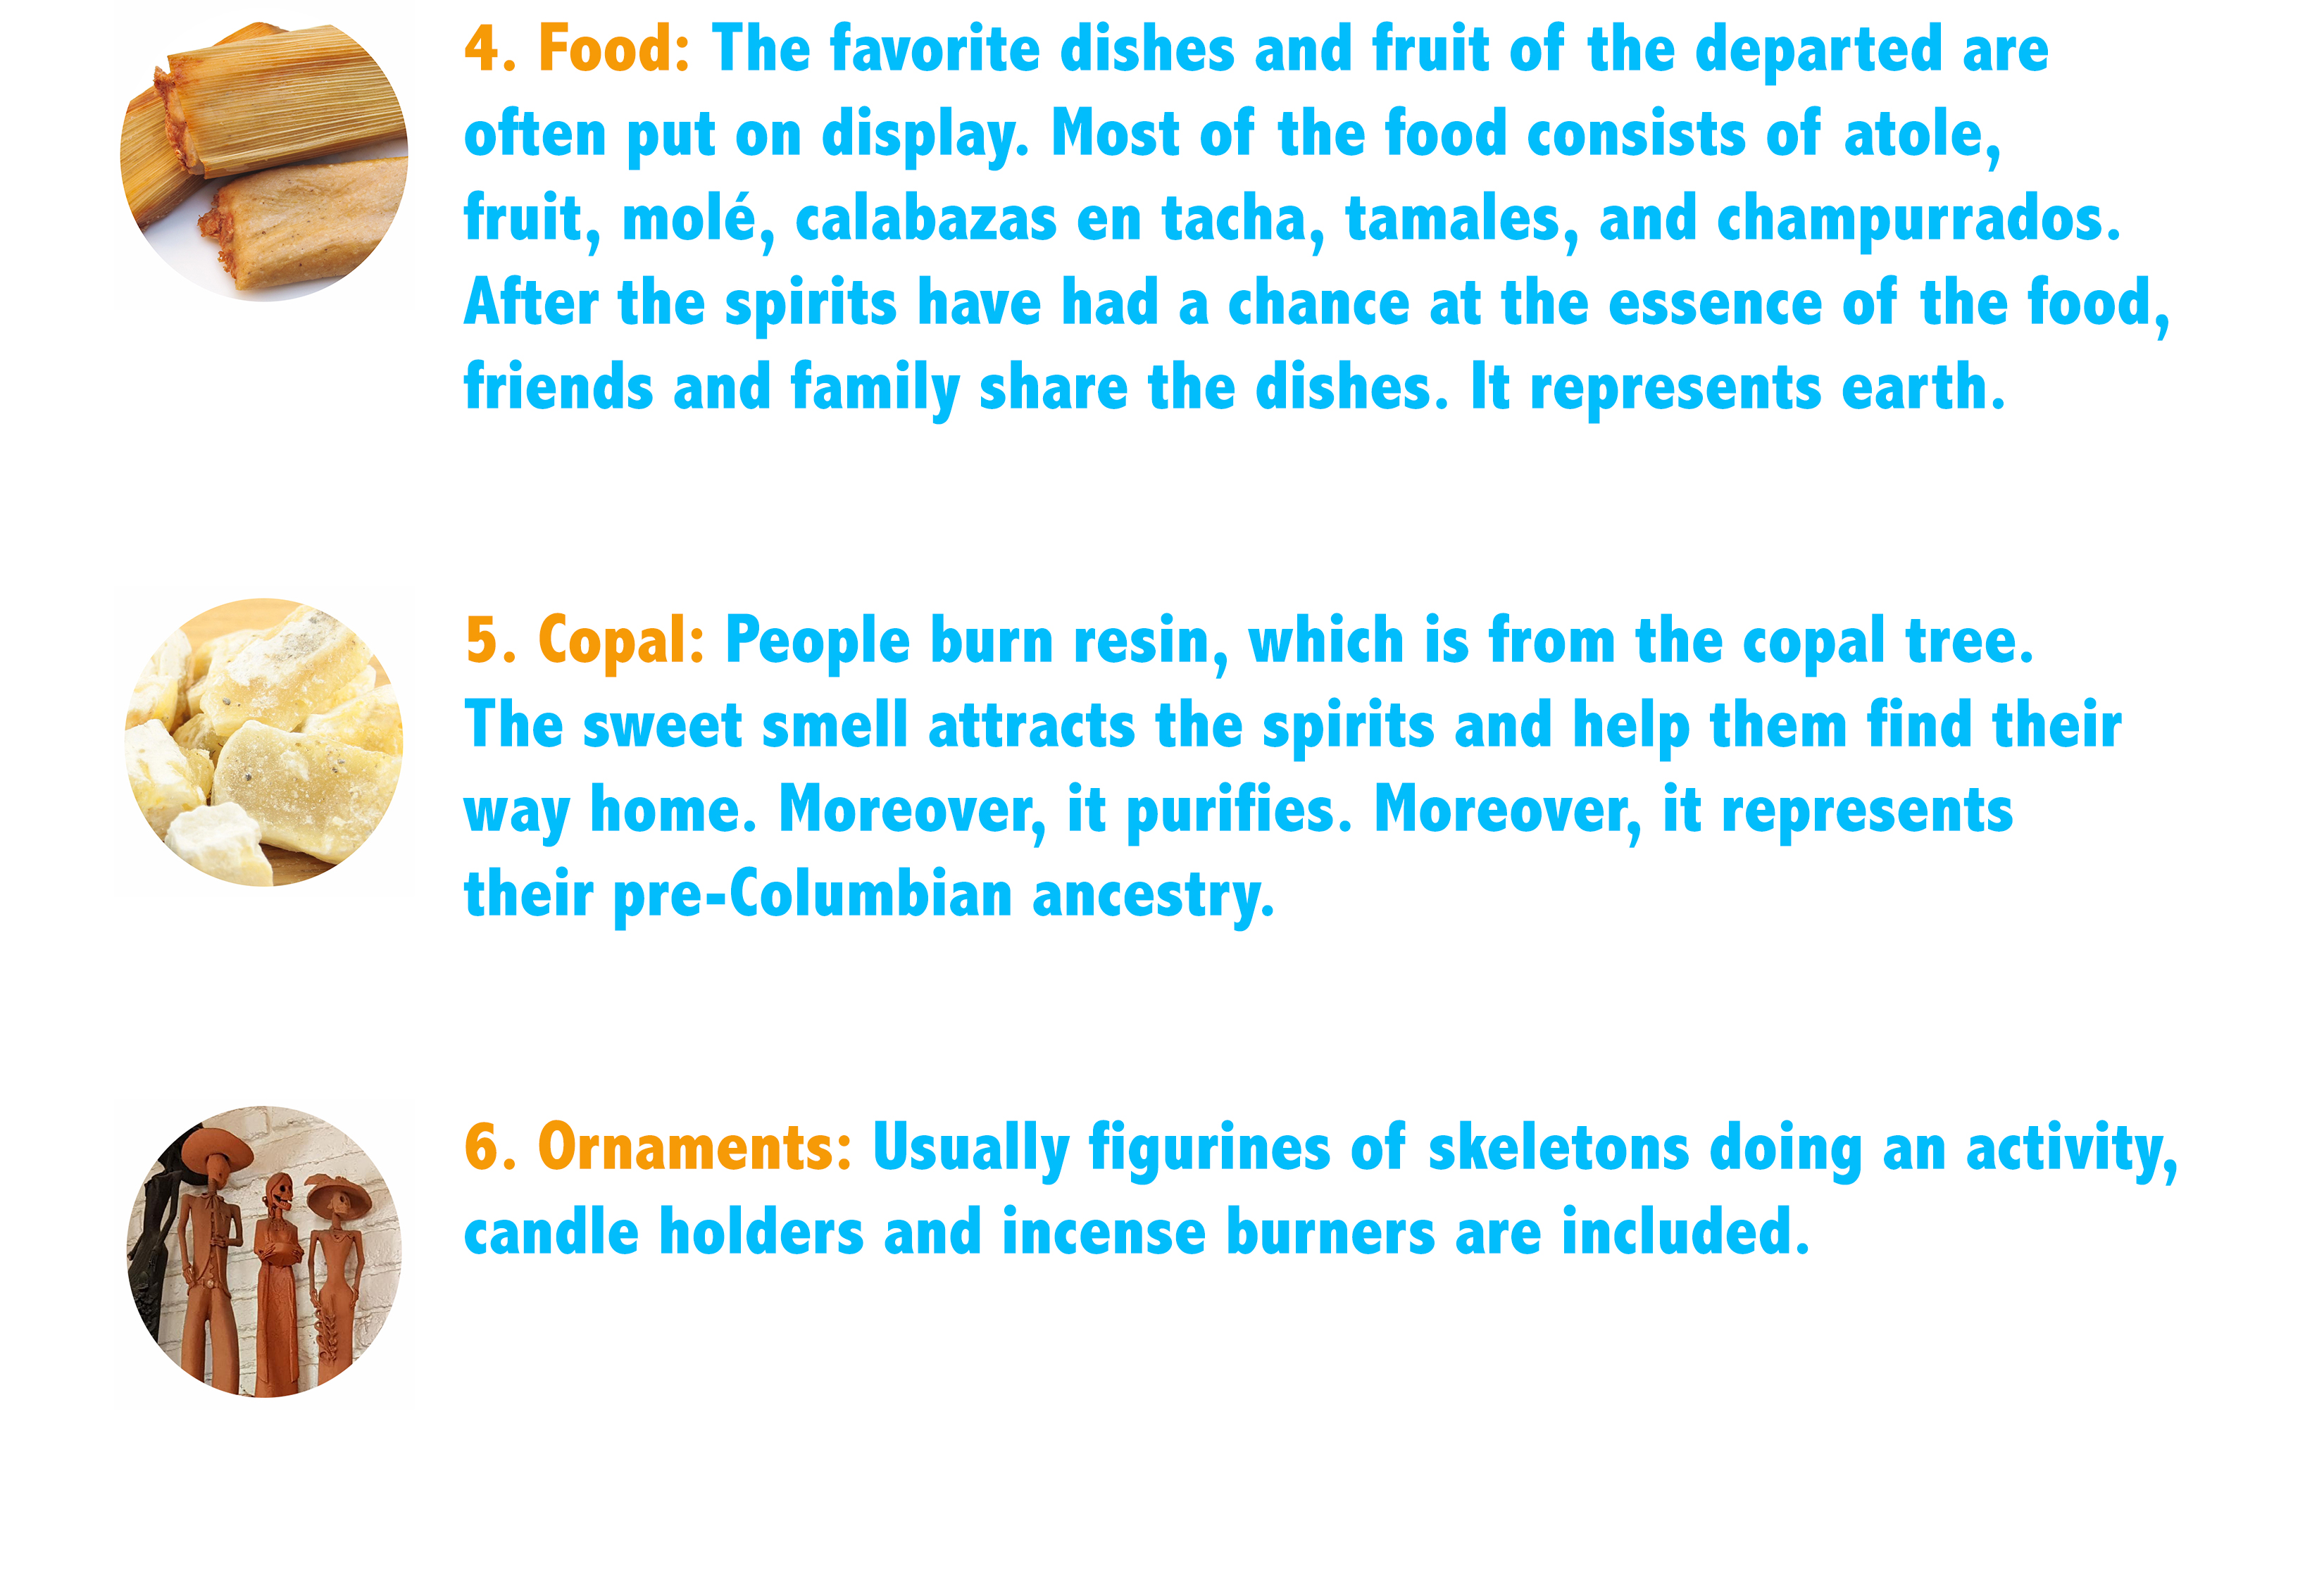 4. Food: The favorite dishes and fruit of the departed are
often put on display. Most of the food consists of atole,
fruit, molé, calabazas en tacha, tamales, and champurrados.
After the spirits have had a chance at the essence of the food,
friends and family share the dishes. It represents earth.
5. Copal: People burn resin, which is from the copal tree.
The sweet smell attracts the spirits and help them find their
way home. Moreover, it purifies. Moreover, it represents
their pre-Columbian ancestry.
6. Ornaments: Usually figurines of skeletons doing an activity,
candle holders and incense burners are included.